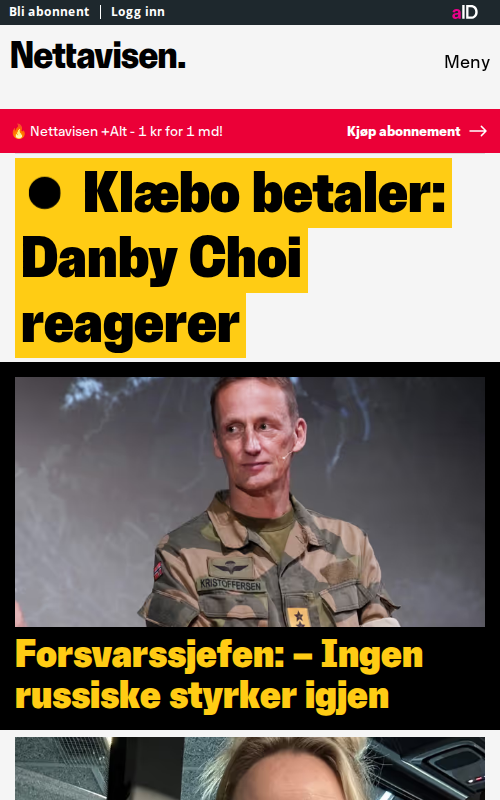 Bli abonnent | Logg inn
aID
Nettavisen.
Meny
🔥 Nettavisen +Alt - 1 kr for 1 md!
Kjøp abonnement →
● Klæbo betaler:
Danby Choi
reagerer
KRISTOFFERSEN
Forsvarssjefen: – Ingen
russiske styrker igjen